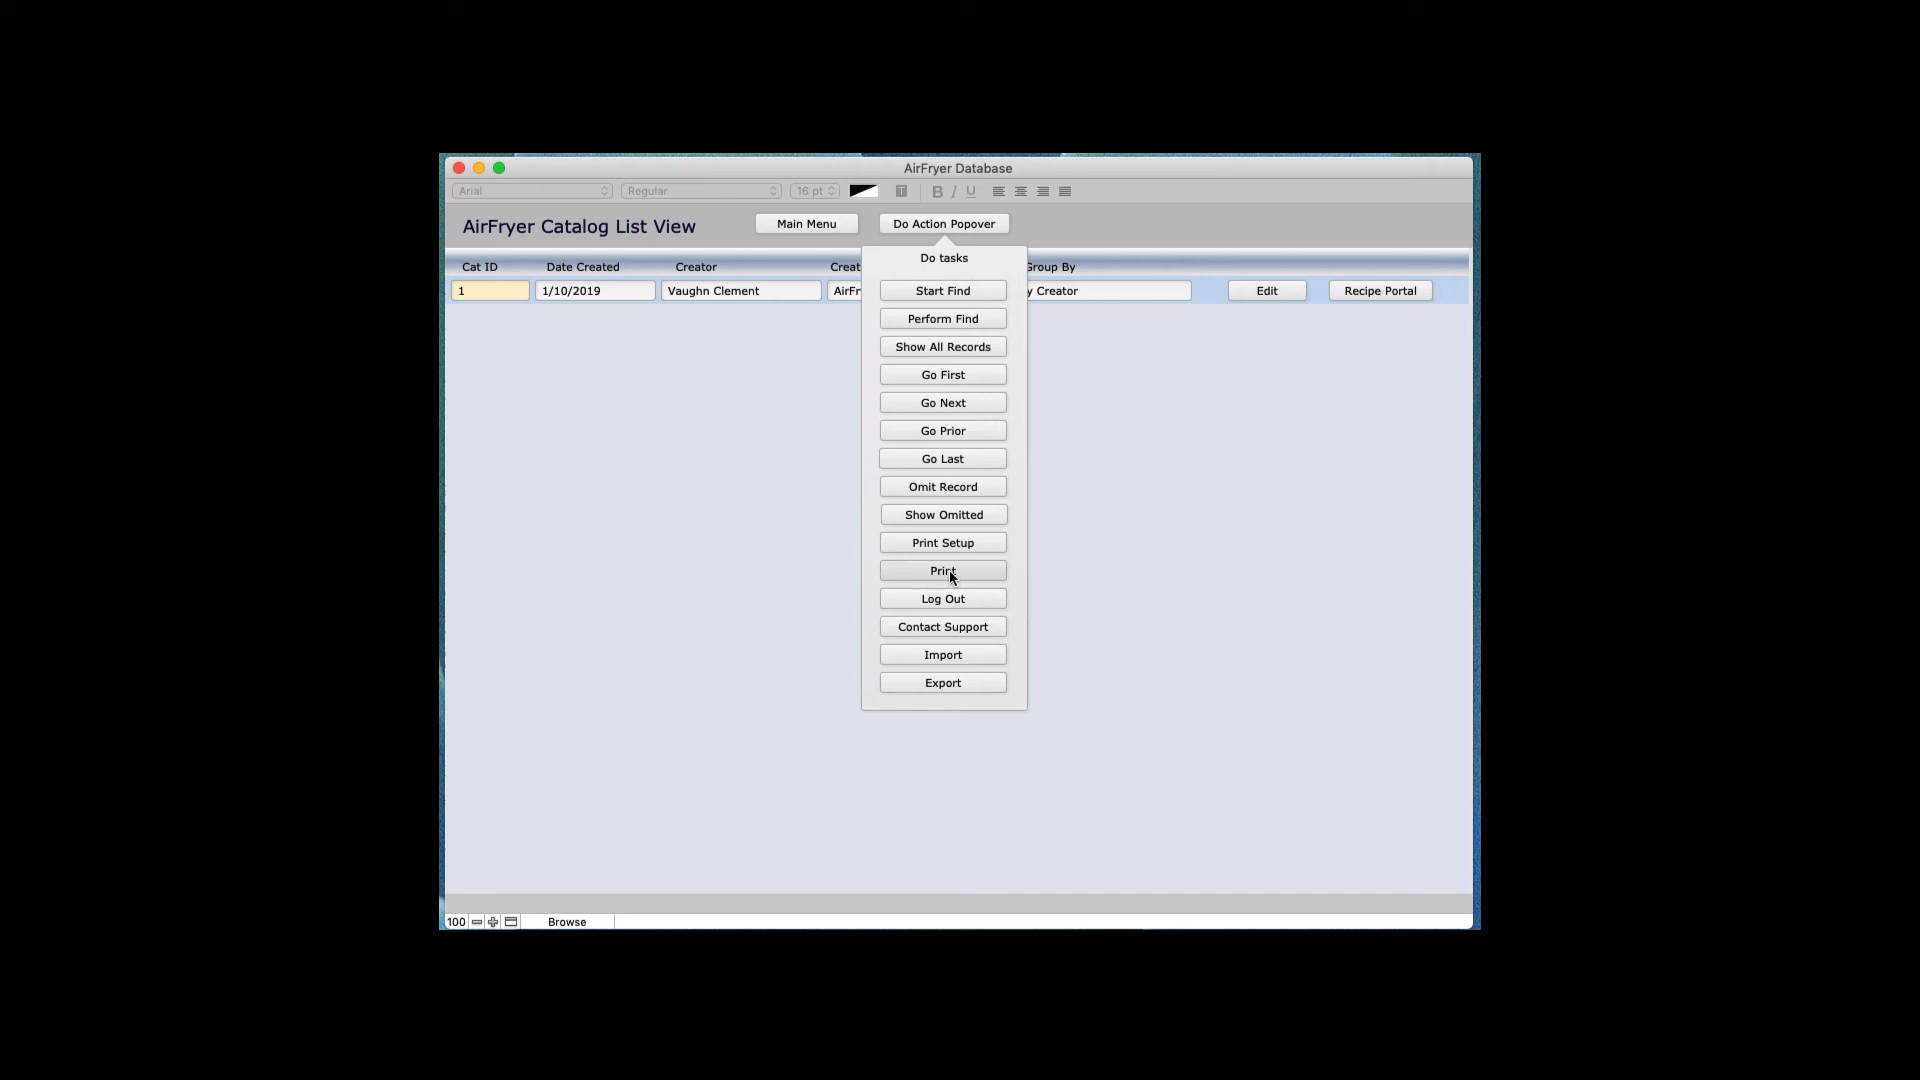 AirFryer Database
Arial Regular 16 pt B I U
AirFryer Catalog List View Main Menu Do Action Popover
Do tasks
Cat ID Date Created Creator Creat Group By
1 1/10/2019 Vaughn Clement AirFr y Creator Edit Recipe Portal
Start Find
Perform Find
Show All Records
Go First
Go Next
Go Prior
Go Last
Omit Record
Show Omitted
Print Setup
Print
Log Out
Contact Support
Import
Export
100 Browse